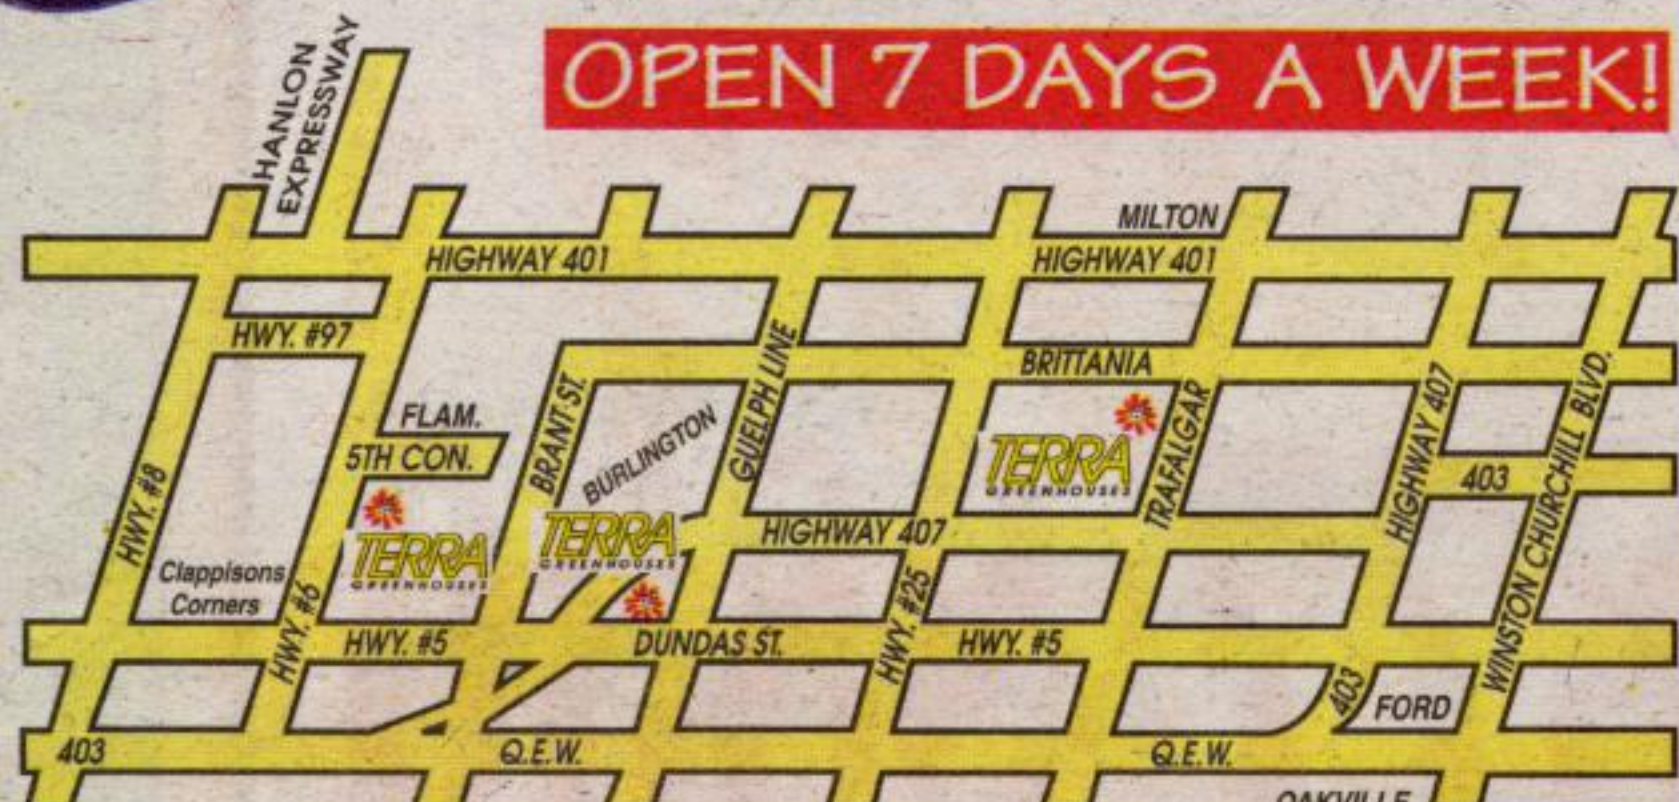 OPEN 7 DAYS A WEEK!
HANLON
EXPRESSWAY
MILTON
HIGHWAY 401
HIGHWAY 401
HWY. #97
BRITTANIA
FLAM.
5TH CON.
BRANT ST.
BURLINGTON
GUELPH LINE
TERRA
GREENHOUSES
TRAFALGAR
HIGHWAY 407
WINSTON CHURCHILL BLVD.
403
HWY. #8
TERRA
GREENHOUSES
TERRA
GREENHOUSES
HIGHWAY 407
Clappisons
Corners
HWY. #6
HWY. #5
DUNDAS ST.
HWY. #25
HWY. #5
403
FORD
403
Q.E.W.
Q.E.W.
OAKVILLE